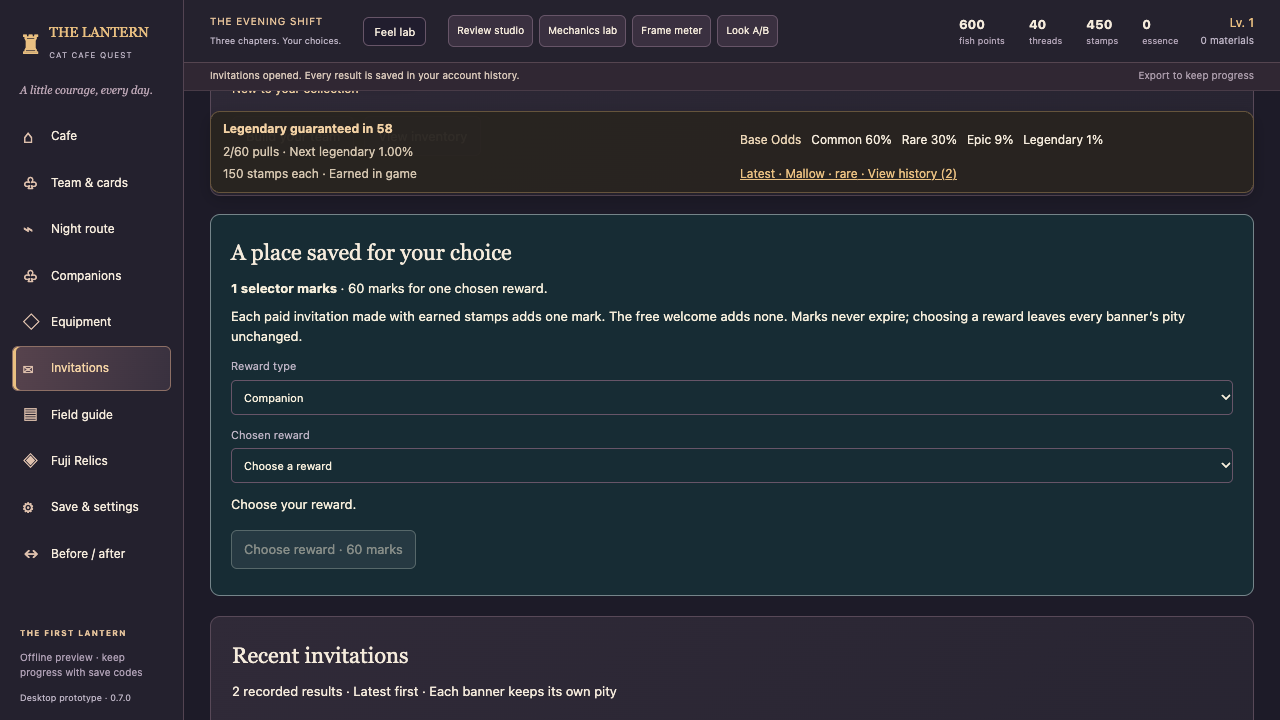 THE LANTERN
CAT CAFE QUEST
A little courage, every day.
Cafe
Team & cards
Night route
Companions
Equipment
Invitations
Field guide
Fuji Relics
Save & settings
Before / after
THE FIRST LANTERN
Offline preview · keep
progress with save codes
Desktop prototype · 0.7.0
THE EVENING SHIFT
Three chapters. Your choices.
Feel lab
Review studio
Mechanics lab
Frame meter
Look A/B
600
fish points
40
threads
450
stamps
0
essence
Lv. 1
0 materials
Invitations opened. Every result is saved in your account history.
Export to keep progress
New to your collection
Legendary guaranteed in 58
2/60 pulls · Next legendary 1.00%
150 stamps each · Earned in game
Base Odds Common 60% Rare 30% Epic 9% Legendary 1%
Latest · Mallow · rare · View history (2)
A place saved for your choice
1 selector marks · 60 marks for one chosen reward.
Each paid invitation made with earned stamps adds one mark. The free welcome adds none. Marks never expire; choosing a reward leaves every banner's pity
unchanged.
Reward type
Companion
Chosen reward
Choose a reward
Choose your reward.
Choose reward · 60 marks
Recent invitations
2 recorded results · Latest first · Each banner keeps its own pity